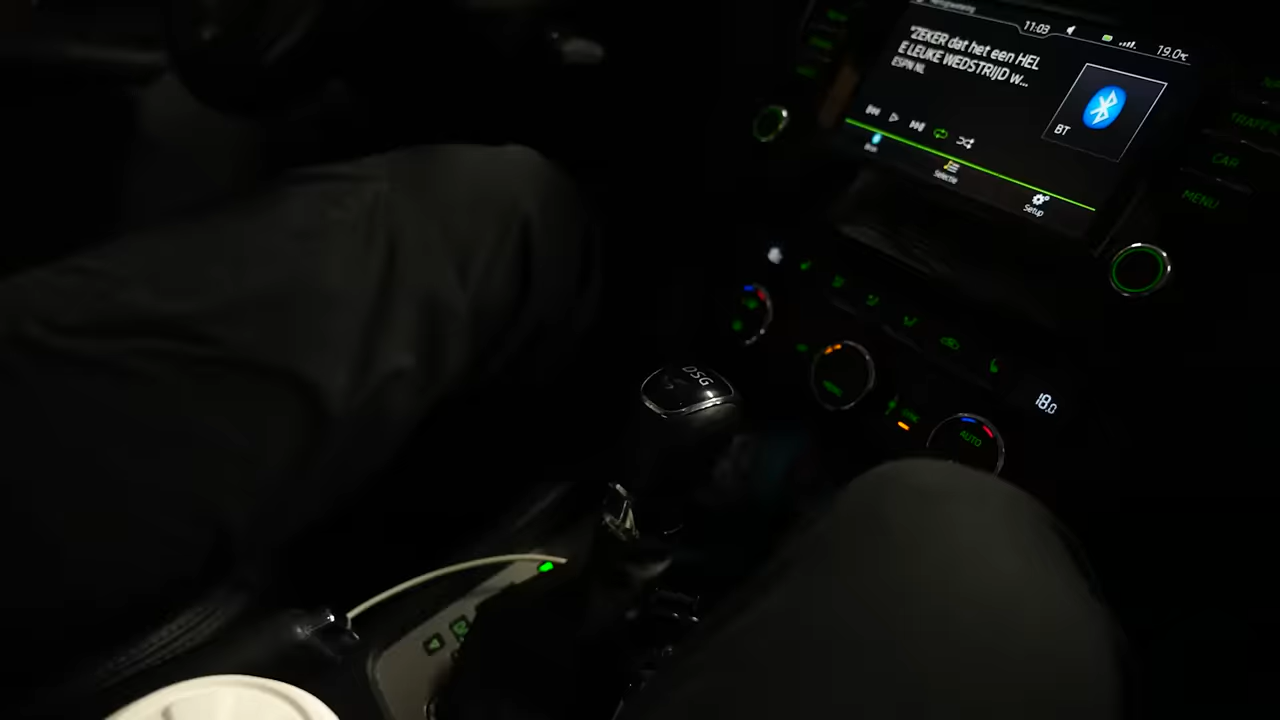 11:03
19.0°C
"ZEKER dat het een HEL
E LEUKE WEDSTRIJD w...
ESPN NL
BT
Selectie
Setup
TRAFFIC
CAR
MENU
DSG
18.0
SYNC
AUTO